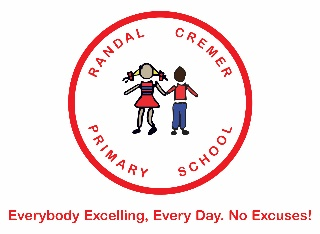 RANDAL CREMER
PRIMARY SCHOOL
Everybody Excelling, Every Day. No Excuses!